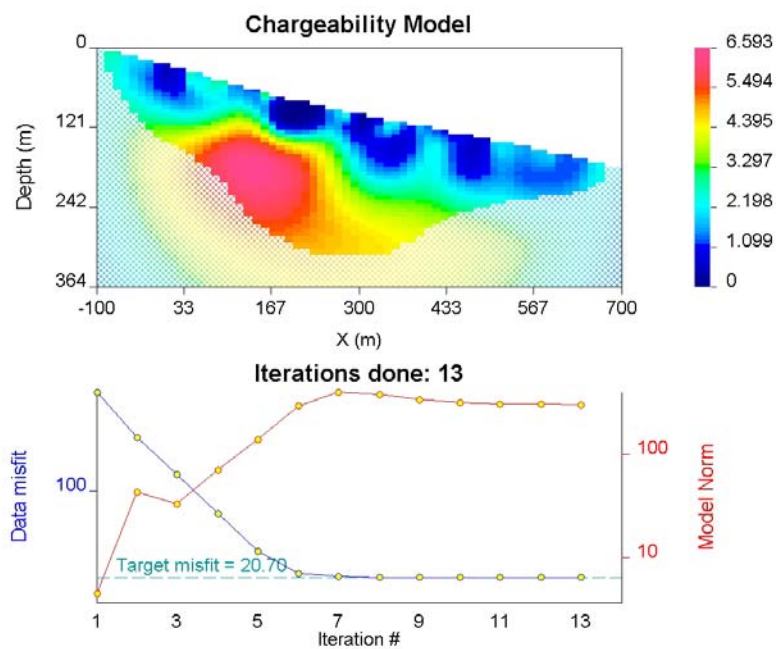 Chargeability Model
0
121
242
364
Depth (m)
-100 33 167 300 433 567 700
X (m)
6.593
5.494
4.395
3.297
2.198
1.099
0
Iterations done: 13
Data misfit
100
Target misfit = 20.70
100
10
Model Norm
1 3 5 7 9 11 13
Iteration #